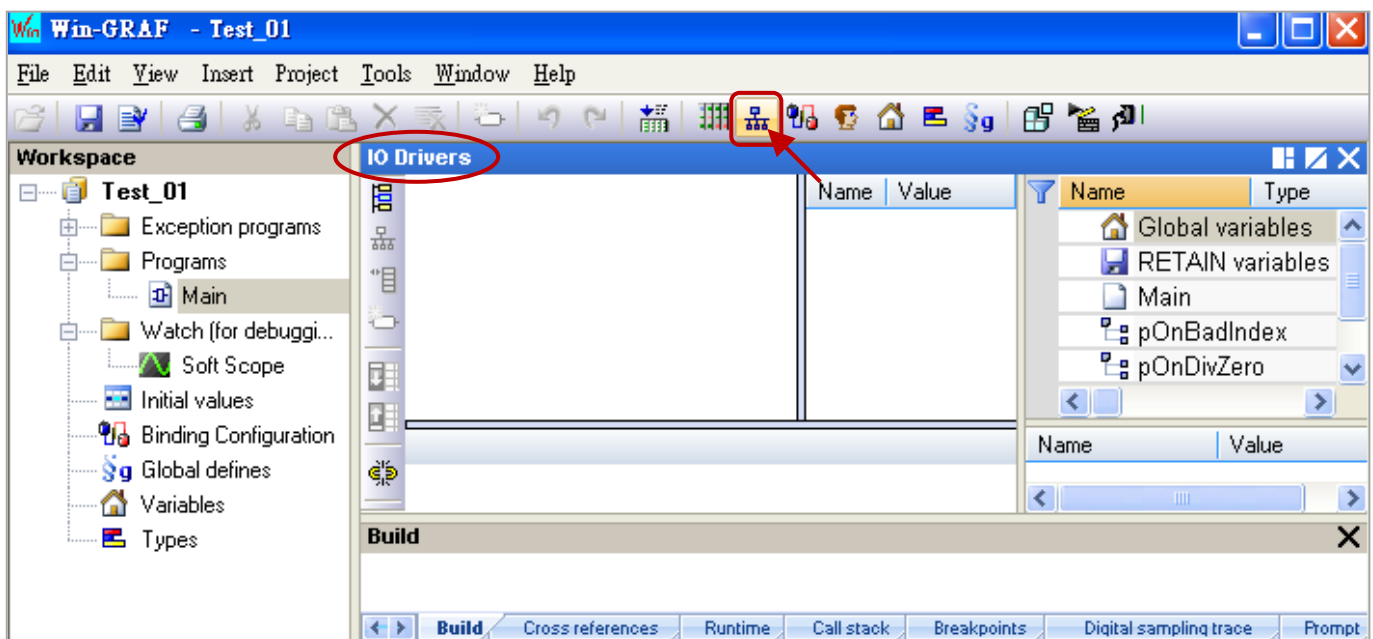 Win-GRAF - Test_01
File Edit View Insert Project Tools Window Help
Workspace
Test_01
Exception programs
Programs
Main
Watch (for debuggi...
Soft Scope
Initial values
Binding Configuration
Global defines
Variables
Types
IO Drivers
Name Value
Name Type
Global variables
RETAIN variables
Main
pOnBadIndex
pOnDivZero
Name Value
Build
Build Cross references Runtime Call stack Breakpoints Digital sampling trace Prompt